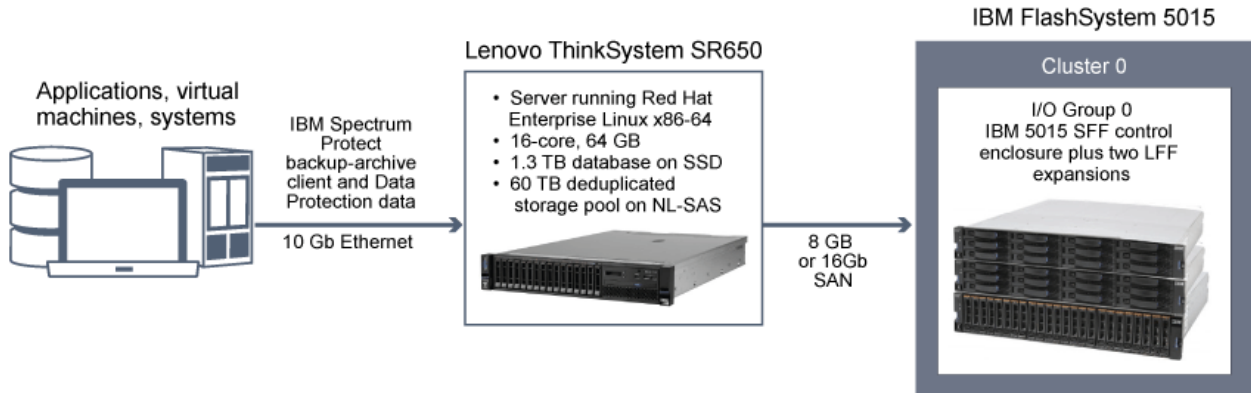 Applications, virtual
machines, systems
IBM Spectrum
Protect
backup-archive
client and Data
Protection data
10 Gb Ethernet
Lenovo ThinkSystem SR650
• Server running Red Hat
Enterprise Linux x86-64
• 16-core, 64 GB
• 1.3 TB database on SSD
• 60 TB deduplicated
storage pool on NL-SAS
8 GB
or 16Gb
SAN
IBM FlashSystem 5015
Cluster 0
I/O Group 0
IBM 5015 SFF control
enclosure plus two LFF
expansions